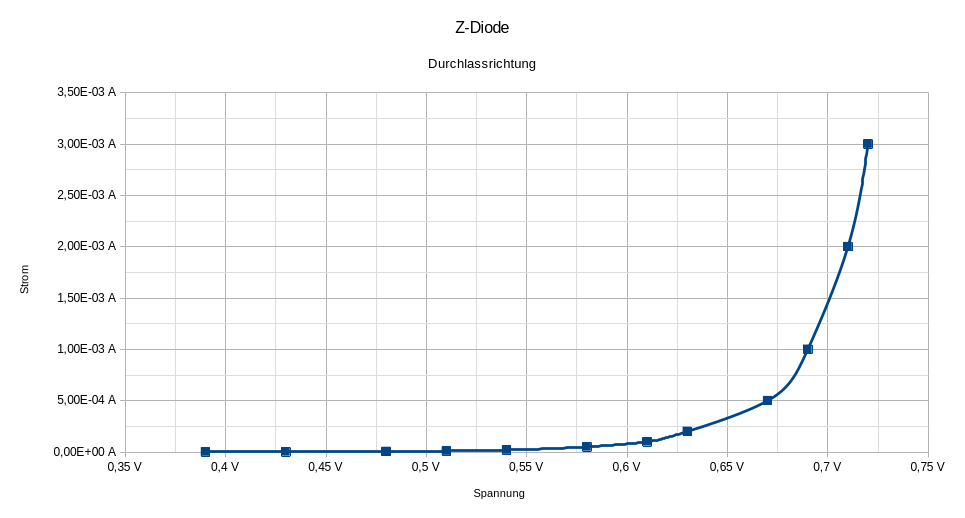 Z-Diode
Durchlassrichtung
3,50E-03 A
3,00E-03 A
2,50E-03 A
2,00E-03 A
1,50E-03 A
1,00E-03 A
5,00E-04 A
0,00E+00 A
Strom
0,35 V 0,4 V 0,45 V 0,5 V 0,55 V 0,6 V 0,65 V 0,7 V 0,75 V
Spannung